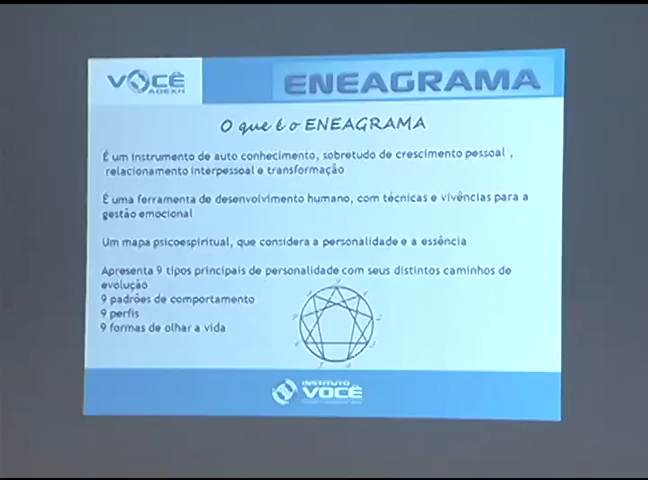 VOCÊ
ENEAGRAMA
O que é o ENEAGRAMA
É um instrumento de auto conhecimento, sobretudo de crescimento pessoal ,
relacionamento interpessoal e transformação
É uma ferramenta de desenvolvimento humano, com técnicas e vivências para a
gestão emocional
Um mapa psicoespiritual, que considera a personalidade e a essência
Apresenta 9 tipos principais de personalidade com seus distintos caminhos de
evolução
9 padrões de comportamento
9 perfis
9 formas de olhar a vida
INSTITUTO
VOCÊ